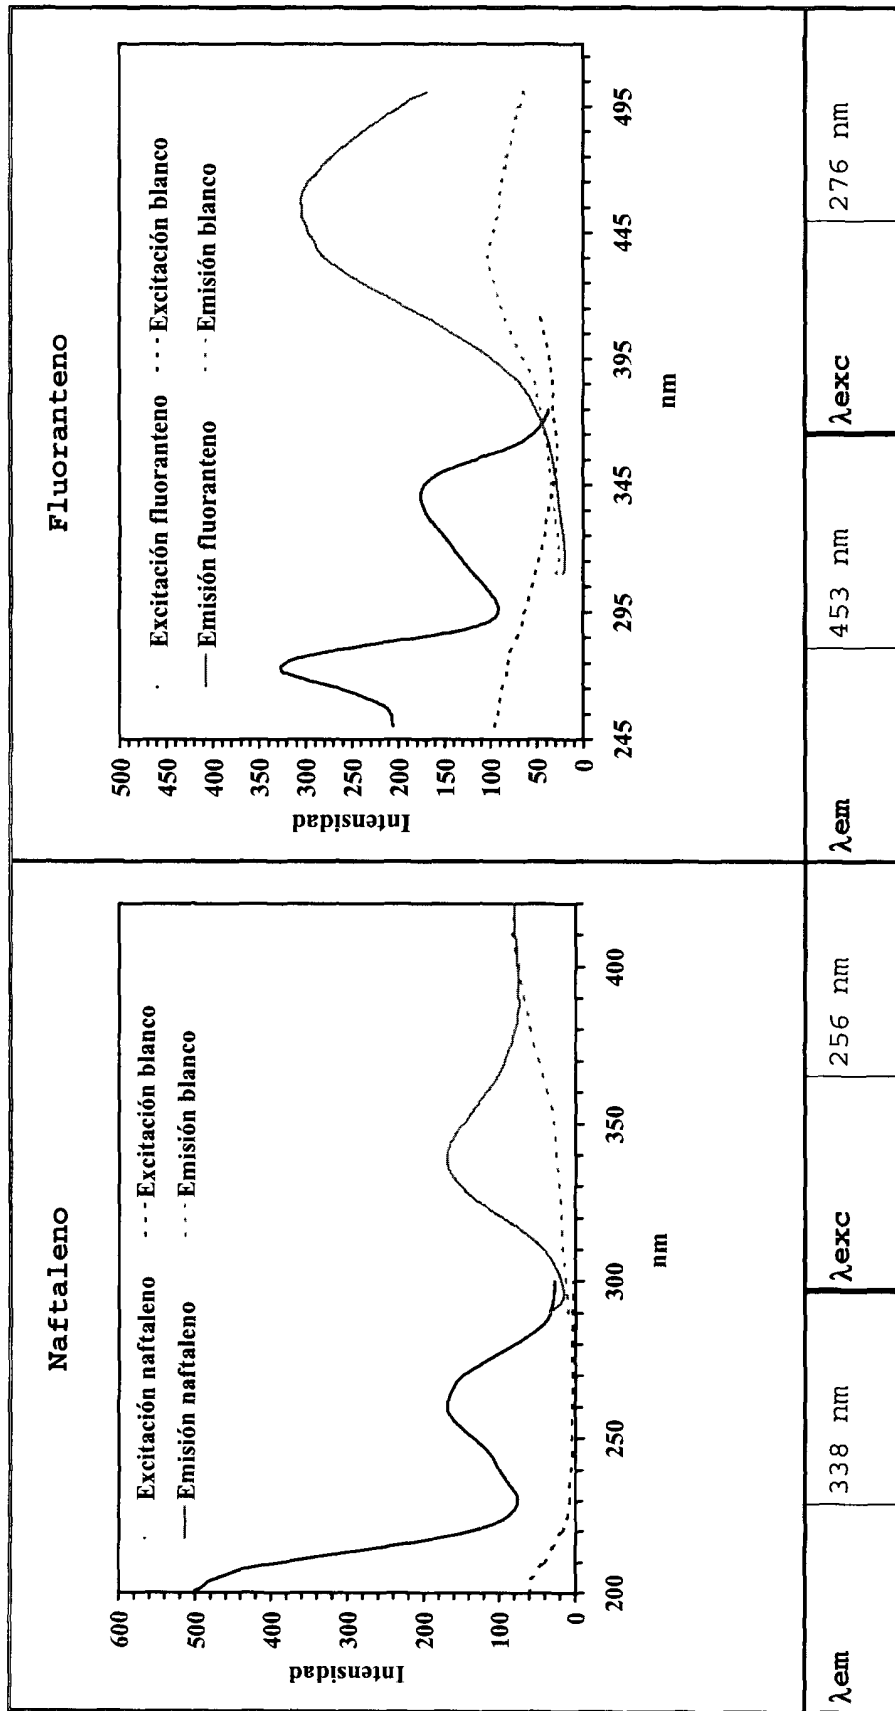 Naftaleno
Excitación naftaleno - - - Excitación blanco
Emisión naftaleno - - - Emisión blanco
Intensidad
600
500
400
300
200
100
0
200 250 300 350 400
nm
λem 338 nm λexc 256 nm
Fluoranteno
Excitación fluoranteno - - - Excitación blanco
Emisión fluoranteno - - - Emisión blanco
Intensidad
500
450
400
350
300
250
200
150
100
50
0
245 295 345 395 445 495
nm
λem 453 nm λexc 276 nm